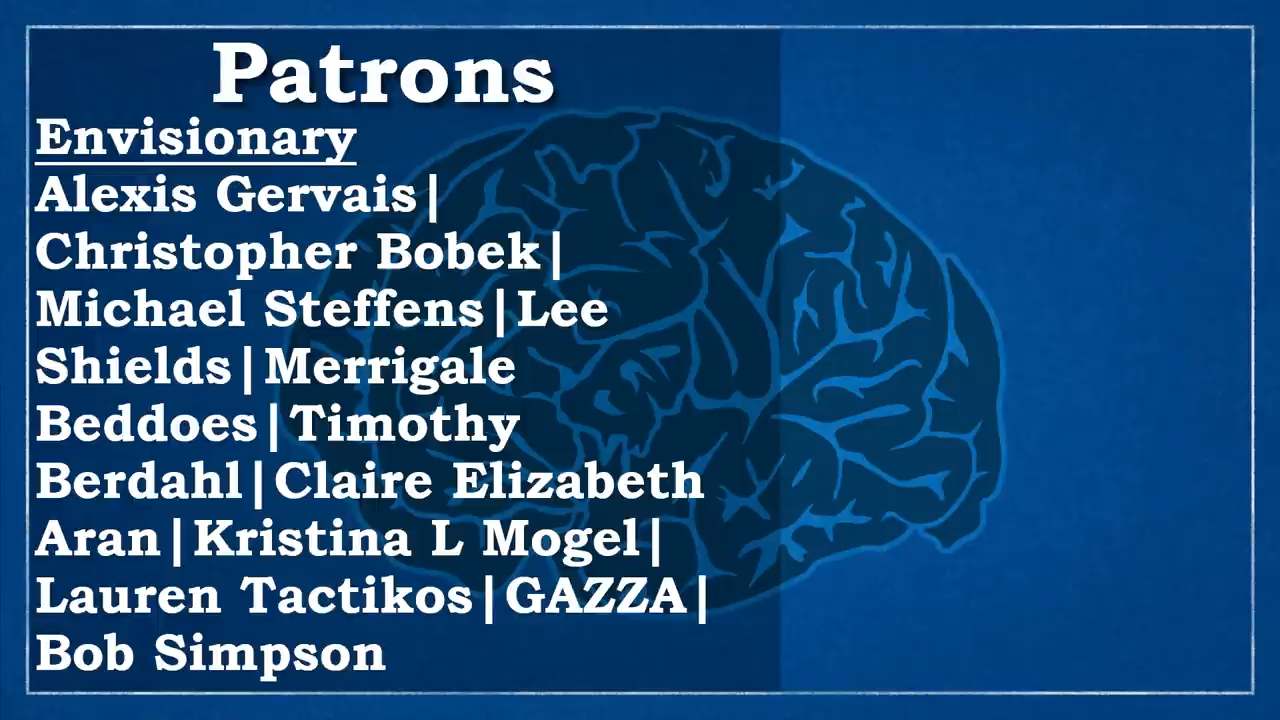 Patrons
Envisionary
Alexis Gervais|
Christopher Bobek|
Michael Steffens|Lee
Shields|Merrigale
Beddoes|Timothy
Berdahl|Claire Elizabeth
Aran|Kristina L Mogel|
Lauren Tactikos|GAZZA|
Bob Simpson